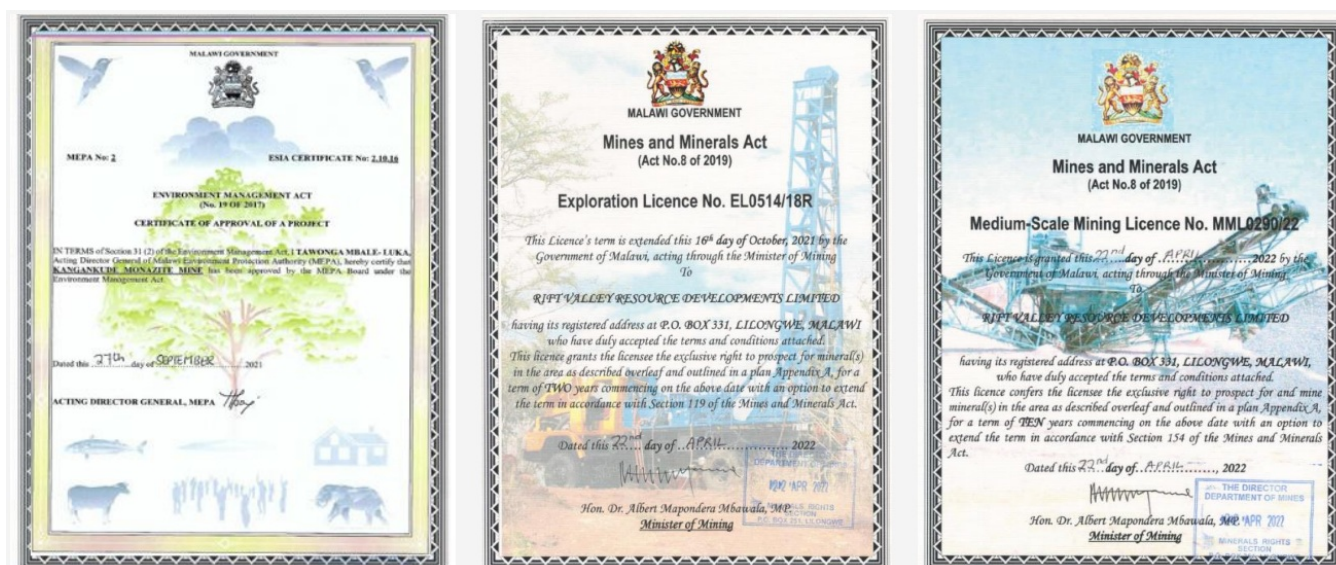 MALAWI GOVERNMENT
MEPA No: 2
ESIA CERTIFICATE No: 2.10.16
ENVIRONMENT MANAGEMENT ACT
(No. 19 OF 2017)
CERTIFICATE OF APPROVAL OF A PROJECT
IN TERMS of Section 31 (2) of the Environment Management Act, I TAWONGA MBALE- LUKA,
Acting Director General of Malawi Environment Protection Authority (MEPA), hereby certify that
KANGANKUDE MONAZITE MINE has been approved by the MEPA Board under the
Environment Management Act.
Dated this 27th day of SEPTEMBER 2021
ACTING DIRECTOR GENERAL, MEPA
MALAWI GOVERNMENT
Mines and Minerals Act
(Act No.8 of 2019)
Exploration Licence No. EL0514/18R
This Licence's term is extended this 16th day of October, 2021 by the
Government of Malawi, acting through the Minister of Mining
To
RIFT VALLEY RESOURCE DEVELOPMENTS LIMITED
having its registered address at P.O. BOX 331, LILONGWE, MALAWI
who have duly accepted the terms and conditions attached.
This licence grants the licensee the exclusive right to prospect for mineral(s)
in the area as described overleaf and outlined in a plan Appendix A, for a
term of TWO years commencing on the above date with an option to extend
the term in accordance with Section 119 of the Mines and Minerals Act.
Dated this 22nd day of APRIL 2022
Hon. Dr. Albert Mapondera Mbawala, MP.
Minister of Mining
DEPARTMENT OF
APR 2022
RIGHTS
SECTION
LILONGWE
MALAWI GOVERNMENT
Mines and Minerals Act
(Act No.8 of 2019)
Medium-Scale Mining Licence No. MML0290/22
This Licence is granted this 22nd day of APRIL 2022 by the
Government of Malawi, acting through the Minister of Mining
To
RIFT VALLEY RESOURCE DEVELOPMENTS LIMITED
having its registered address at P.O. BOX 331, LILONGWE, MALAWI,
who have duly accepted the terms and conditions attached.
This licence confers the licensee the exclusive right to prospect for and mine
mineral(s) in the area as described overleaf and outlined in a plan Appendix A,
for a term of TEN years commencing on the above date with an option to
extend the term in accordance with Section 154 of the Mines and Minerals
Act.
Dated this 22nd day of APRIL, 2022
Hon. Dr. Albert Mapondera Mbawala, MP.
Minister of Mining
THE DIRECTOR
DEPARTMENT OF MINES
APR 2022
MINERALS RIGHTS
SECTION